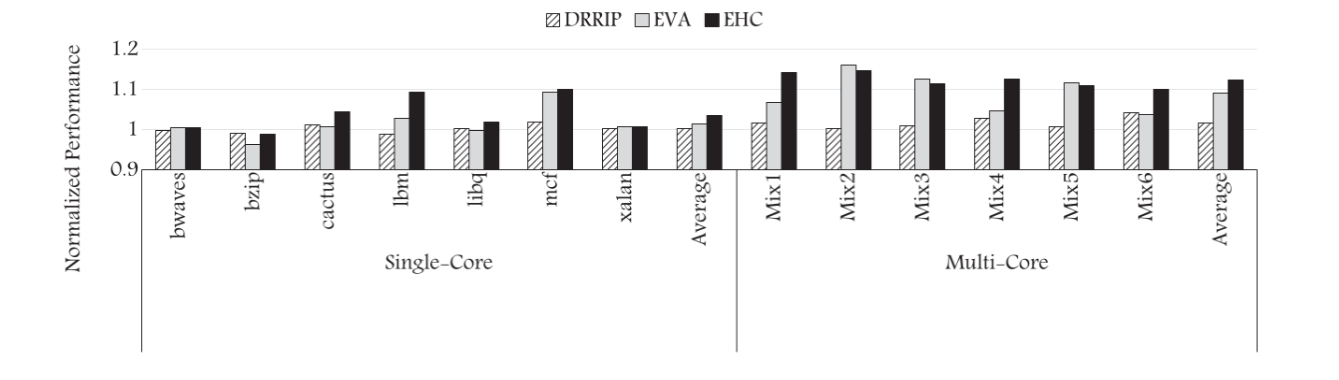 DRRIP EVA EHC
Normalized Performance
1.2
1.1
1
0.9
bwaves
bzip
cactus
lbm
libq
mcf
xalan
Average
Mix1
Mix2
Mix3
Mix4
Mix5
Mix6
Average
Single-Core
Multi-Core